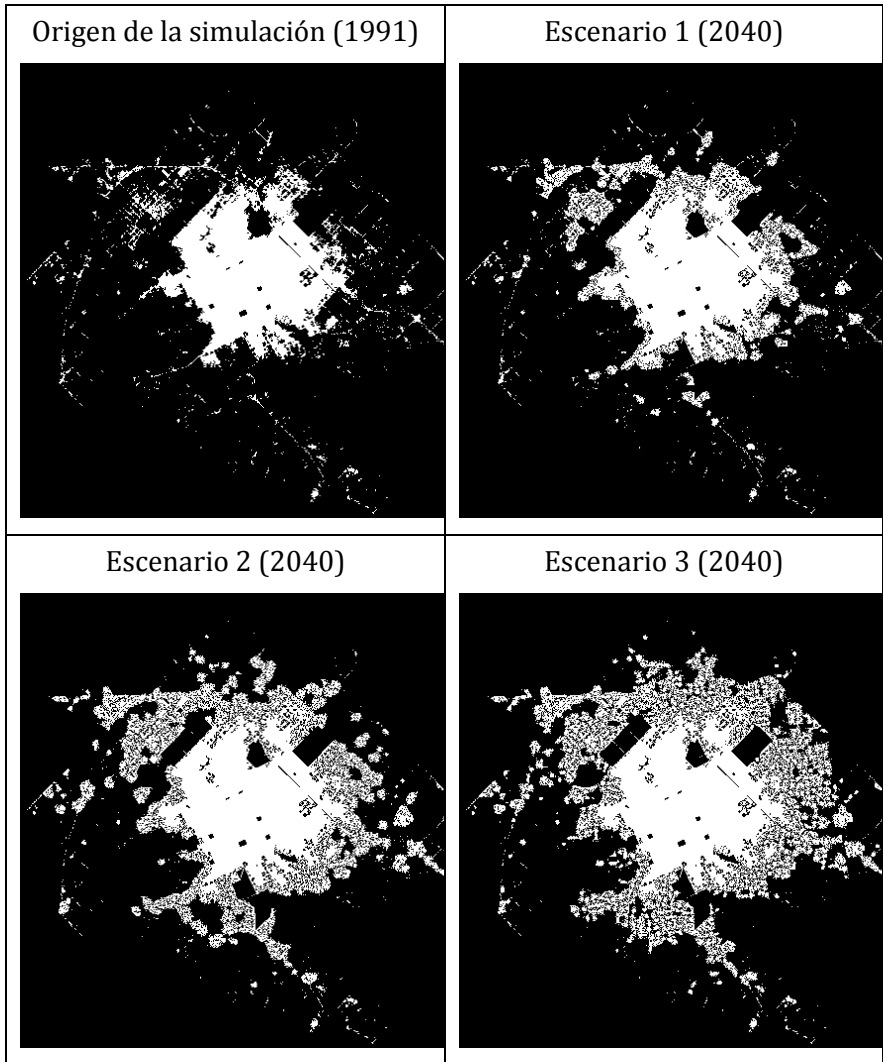 Origen de la simulación (1991)
Escenario 1 (2040)
Escenario 2 (2040)
Escenario 3 (2040)